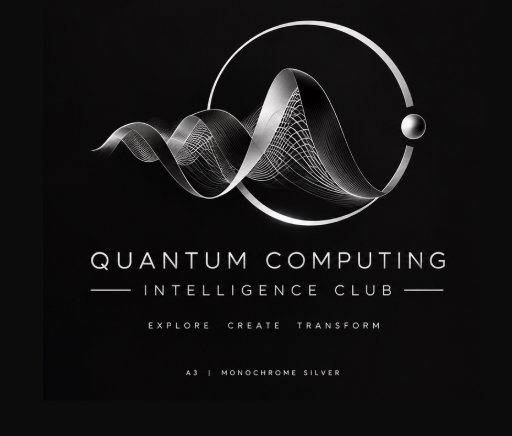 QUANTUM COMPUTING
INTELLIGENCE CLUB
EXPLORE CREATE TRANSFORM
A3 | MONOCHROME SILVER